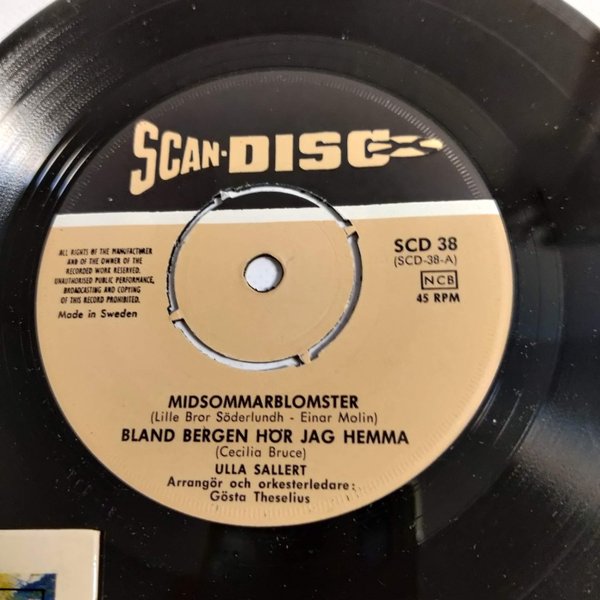 SCAN-DISC
ALL RIGHTS OF THE MANUFACTURER
AND OF THE OWNER OF THE
RECORDED WORK RESERVED.
UNAUTHORISED PUBLIC PERFORMANCE,
BROADCASTING AND COPYING
OF THIS RECORD PROHIBITED.
Made in Sweden
SCD 38
(SCD-38-A)
NCB
45 RPM
MIDSOMMARBLOMSTER
(Lille Bror Söderlundh - Einar Molin)
BLAND BERGEN HÖR JAG HEMMA
(Cecilia Bruce)
ULLA SALLERT
Arrangör och orkesterledare:
Gösta Theselius